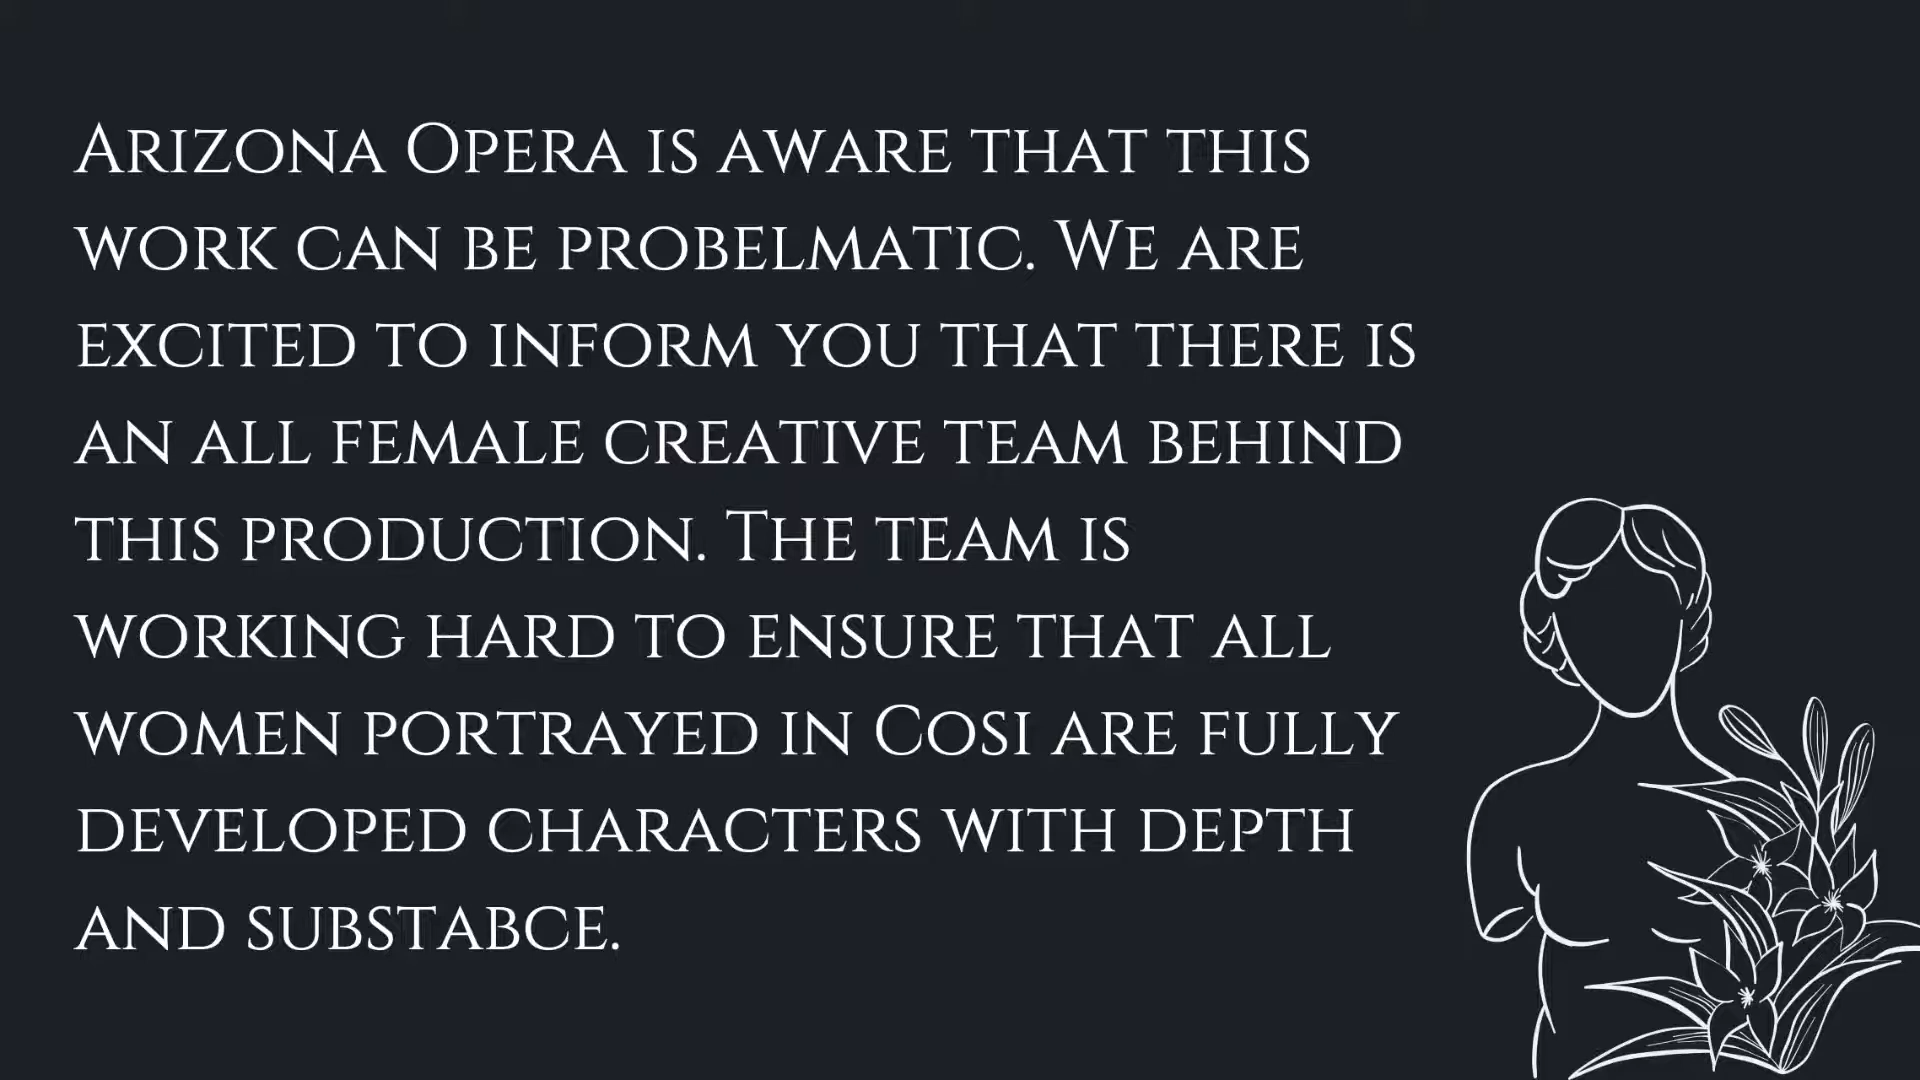 Arizona Opera is aware that this
work can be probelmatic. We are
excited to inform you that there is
an all female creative team behind
this production. The team is
working hard to ensure that all
women portrayed in Cosi are fully
developed characters with depth
and substabce.